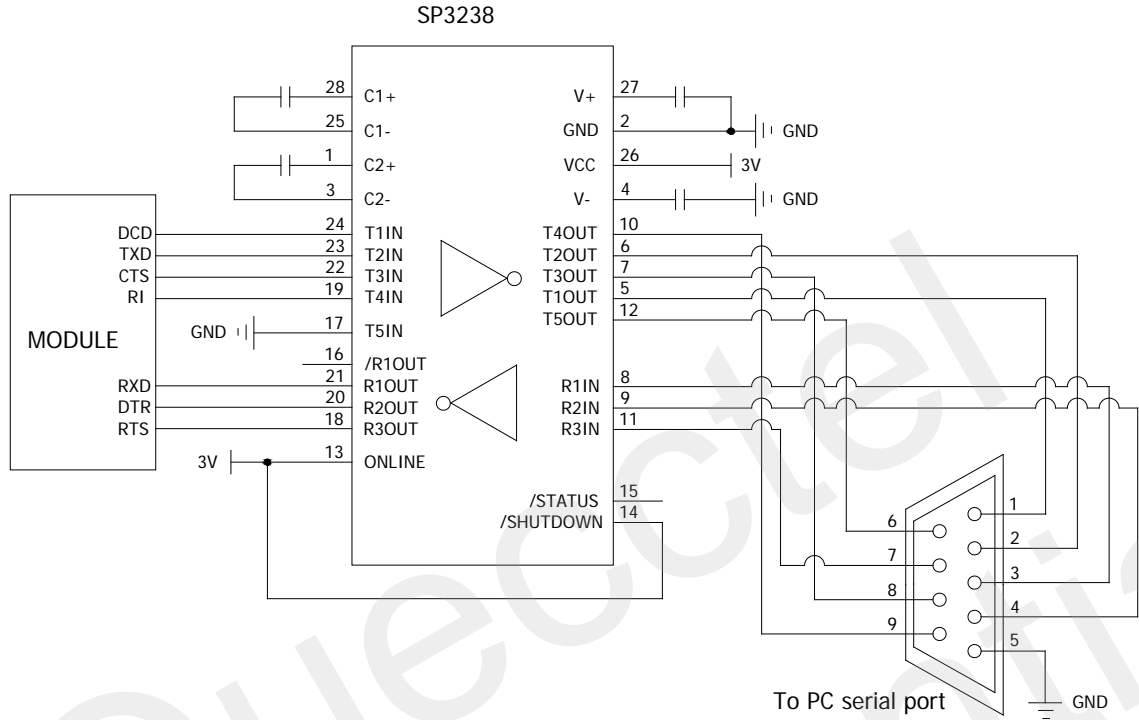 SP3238
28 C1+ V+ 27
25 C1- GND 2 GND
1 C2+ VCC 26 3V
3 C2- V- 4 GND
DCD 24 T1IN T4OUT 10
TXD 23 T2IN T2OUT 6
CTS 22 T3IN T3OUT 7
RI 19 T4IN T1OUT 5
MODULE GND 17 T5IN T5OUT 12
16 /R1OUT
RXD 21 R1OUT R1IN 8
DTR 20 R2OUT R2IN 9
RTS 18 R3OUT R3IN 11
3V 13 ONLINE
/STATUS 15
/SHUTDOWN 14
1
6
2
7
3
8
4
9
5
To PC serial port GND
Quectel